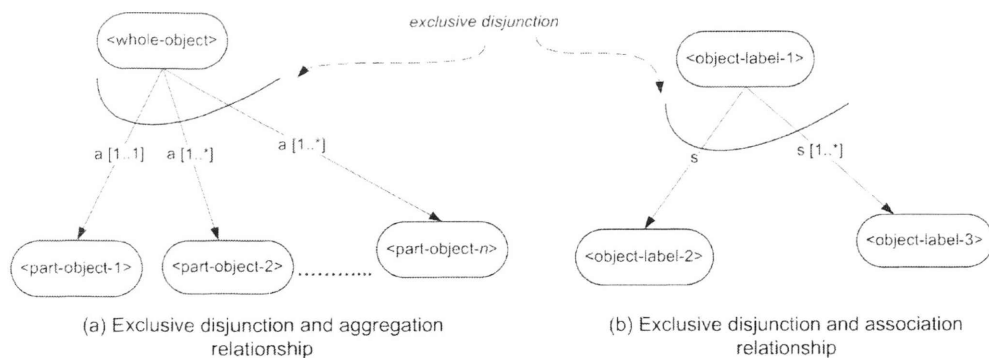 exclusive disjunction
<whole-object>
<object-label-1>
a [1..1]
a [1..*]
a [1..*]
s
s [1..*]
<part-object-1>
<part-object-2>
..............
<part-object-n>
<object-label-2>
<object-label-3>
(a) Exclusive disjunction and aggregation
relationship
(b) Exclusive disjunction and association
relationship